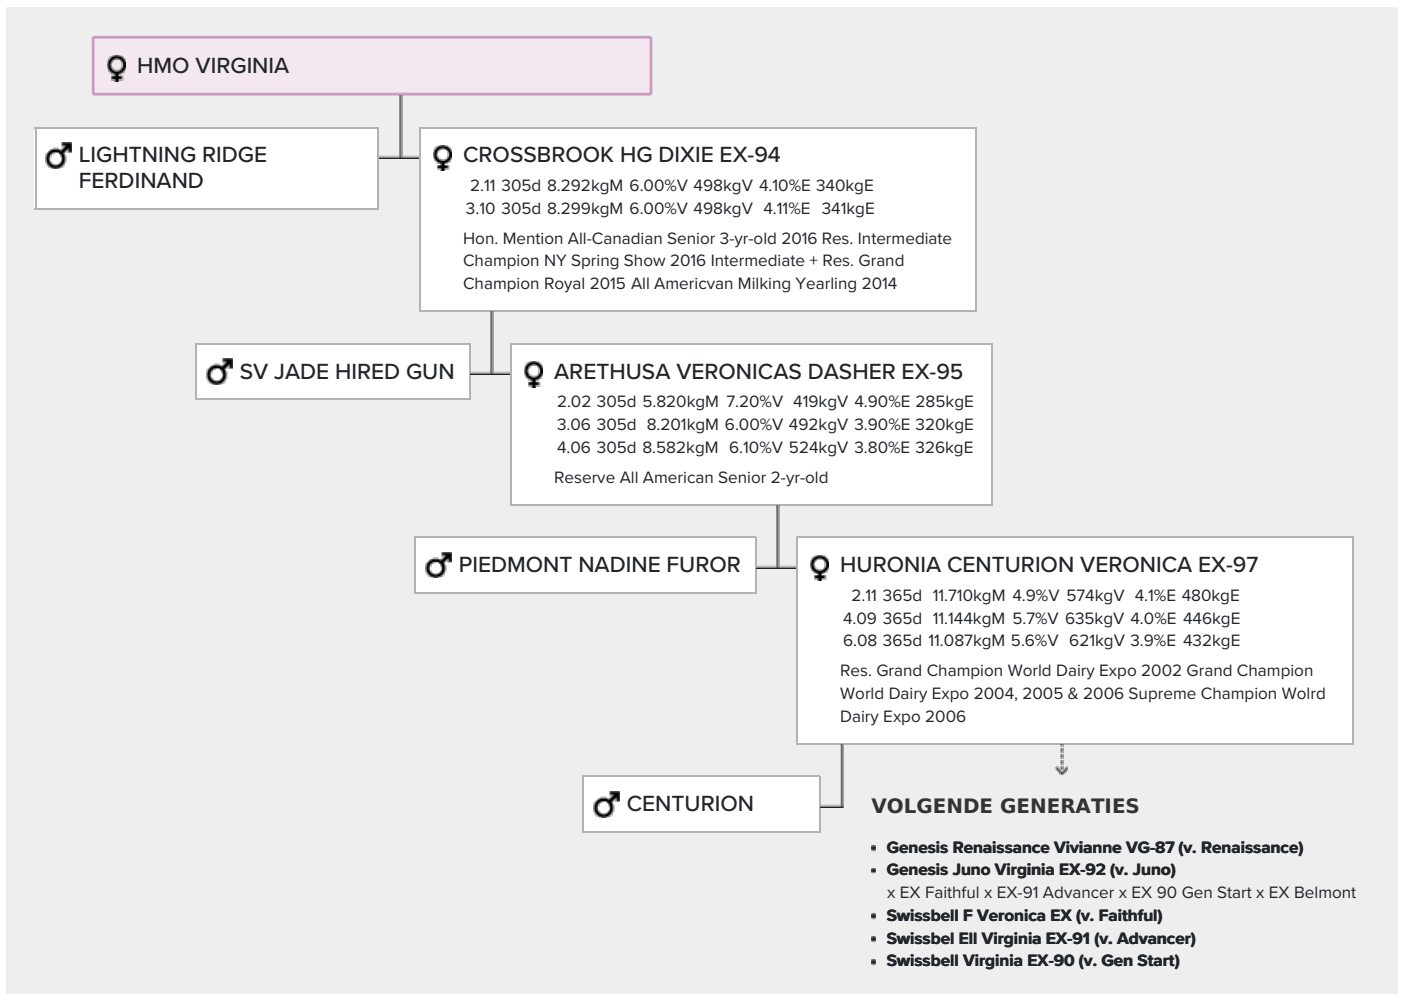 HMO VIRGINIA
LIGHTNING RIDGE
FERDINAND
CROSSBROOK HG DIXIE EX-94
2.11 305d 8.292kgM 6.00%V 498kgV 4.10%E 340kgE
3.10 305d 8.299kgM 6.00%V 498kgV 4.11%E 341kgE
Hon. Mention All-Canadian Senior 3-yr-old 2016 Res. Intermediate
Champion NY Spring Show 2016 Intermediate + Res. Grand
Champion Royal 2015 All Americvan Milking Yearling 2014
SV JADE HIRED GUN
ARETHUSA VERONICAS DASHER EX-95
2.02 305d 5.820kgM 7.20%V 419kgV 4.90%E 285kgE
3.06 305d 8.201kgM 6.00%V 492kgV 3.90%E 320kgE
4.06 305d 8.582kgM 6.10%V 524kgV 3.80%E 326kgE
Reserve All American Senior 2-yr-old
PIEDMONT NADINE FUROR
HURONIA CENTURION VERONICA EX-97
2.11 365d 11.710kgM 4.9%V 574kgV 4.1%E 480kgE
4.09 365d 11.144kgM 5.7%V 635kgV 4.0%E 446kgE
6.08 365d 11.087kgM 5.6%V 621kgV 3.9%E 432kgE
Res. Grand Champion World Dairy Expo 2002 Grand Champion
World Dairy Expo 2004, 2005 & 2006 Supreme Champion Wolrd
Dairy Expo 2006
CENTURION
VOLGENDE GENERATIES
• Genesis Renaissance Vivianne VG-87 (v. Renaissance)
• Genesis Juno Virginia EX-92 (v. Juno)
x EX Faithful x EX-91 Advancer x EX 90 Gen Start x EX Belmont
• Swissbell F Veronica EX (v. Faithful)
• Swissbel Ell Virginia EX-91 (v. Advancer)
• Swissbell Virginia EX-90 (v. Gen Start)